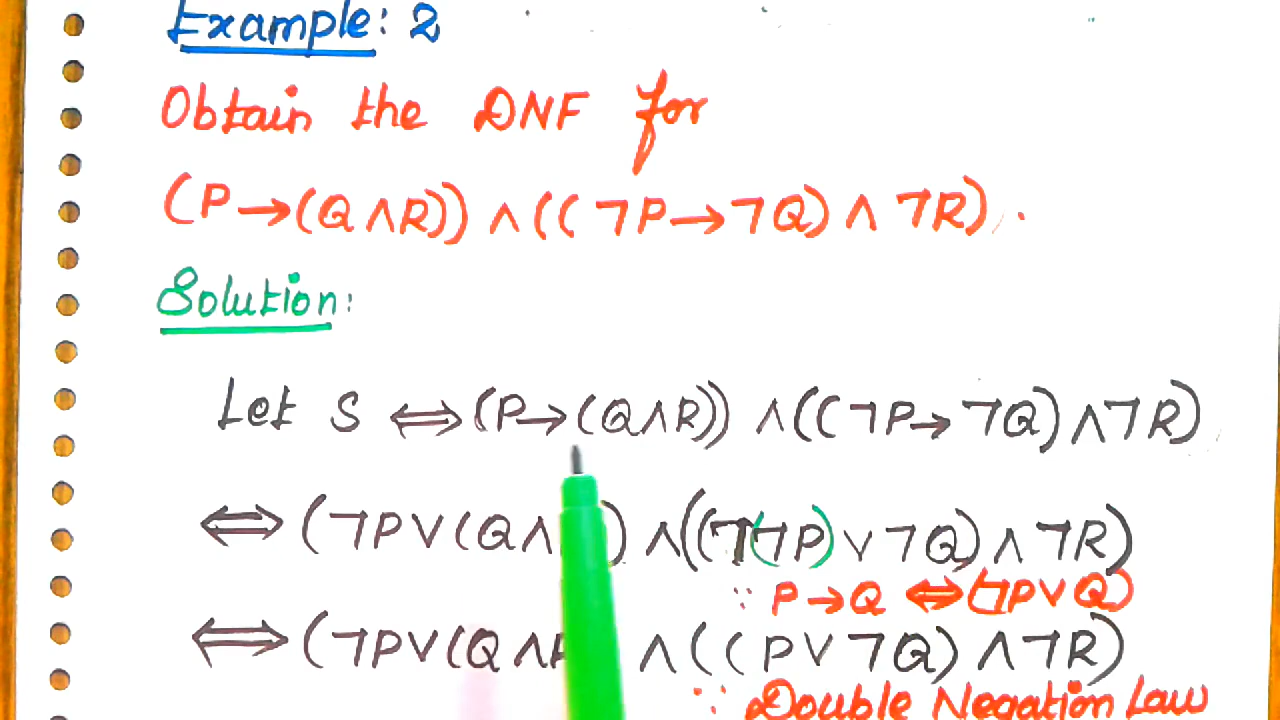 Example: 2
Obtain the DNF for
(P→(Q∧R)) ∧ ((¬P→¬Q) ∧ ¬R).
Solution:
Let S ⇔ (P→(Q∧R)) ∧ ((¬P→¬Q) ∧ ¬R)
⇔ (¬P∨(Q∧ ) ∧ ((¬(¬P) ∨ ¬Q) ∧ ¬R)
∵ P→Q ⇔ (¬P∨Q)
⇔ (¬P∨(Q∧ ∧ ((P∨¬Q) ∧ ¬R)
∵ Double Negation Law